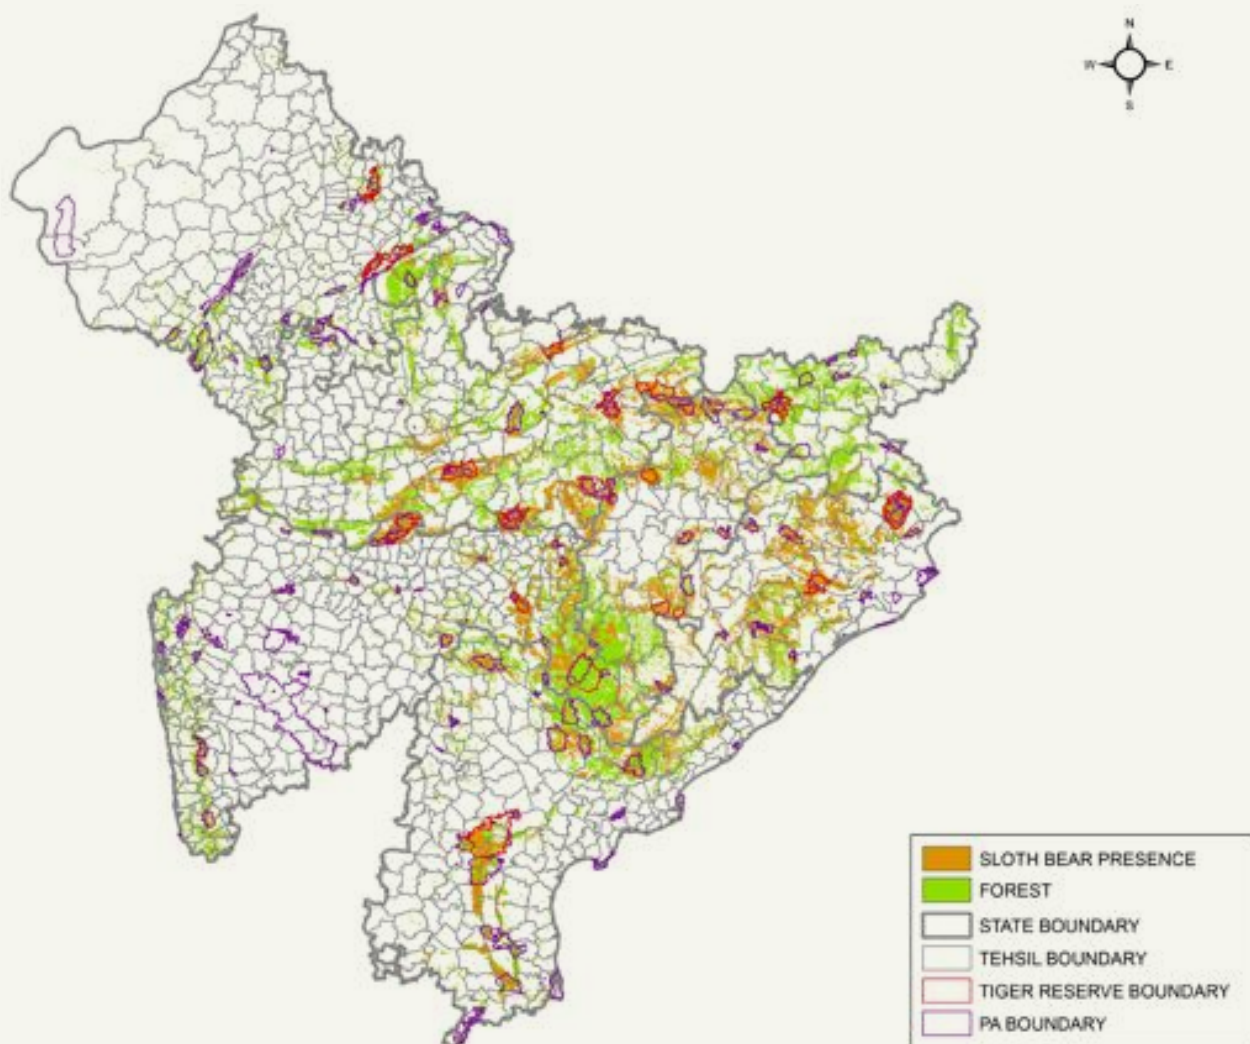 N
W E
S
SLOTH BEAR PRESENCE
FOREST
STATE BOUNDARY
TEHSIL BOUNDARY
TIGER RESERVE BOUNDARY
PA BOUNDARY